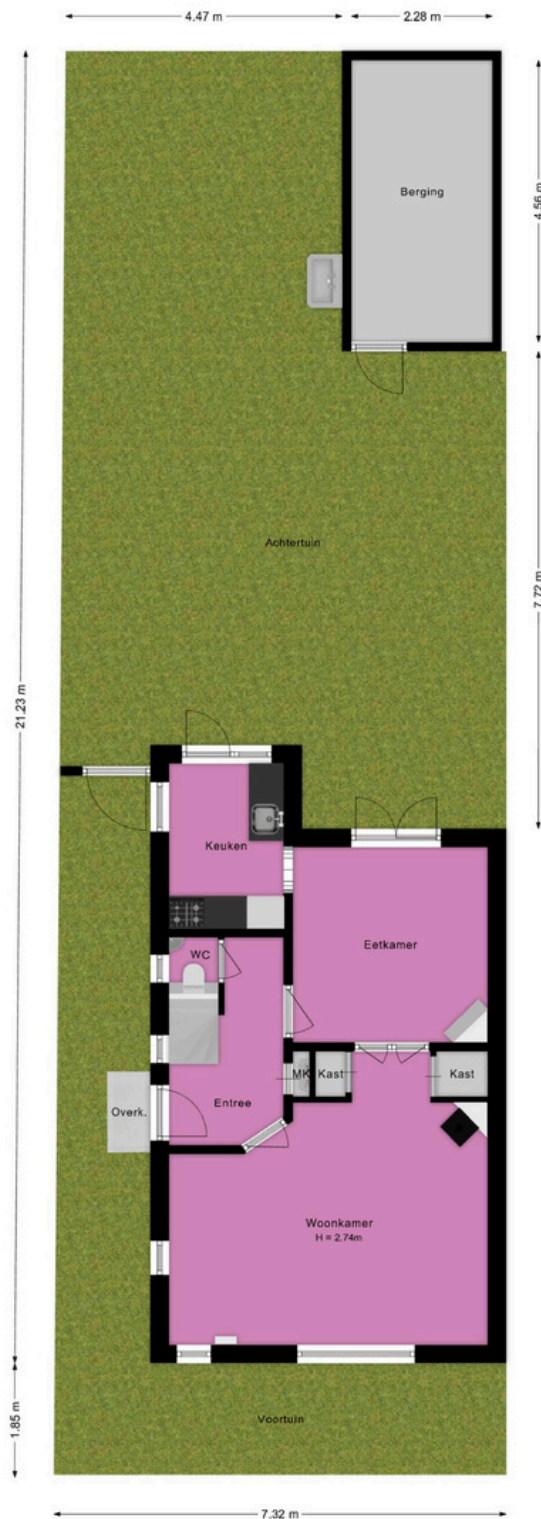 4.47 m
2.28 m
Berging
4.56 m
Achtertuin
7.72 m
21.23 m
Keuken
Eetkamer
WC
MK
Kast
Kast
Overk.
Entree
Woonkamer
H = 2.74m
1.85 m
Voortuin
7.32 m